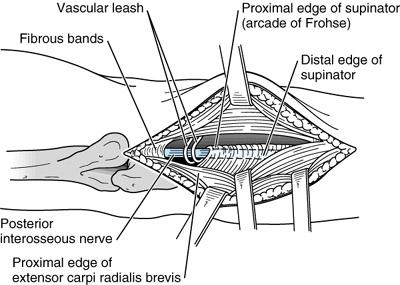 Vascular leash
Proximal edge of supinator
(arcade of Frohse)
Fibrous bands
Distal edge of
supinator
Posterior
interosseous nerve
Proximal edge of
extensor carpi radialis brevis